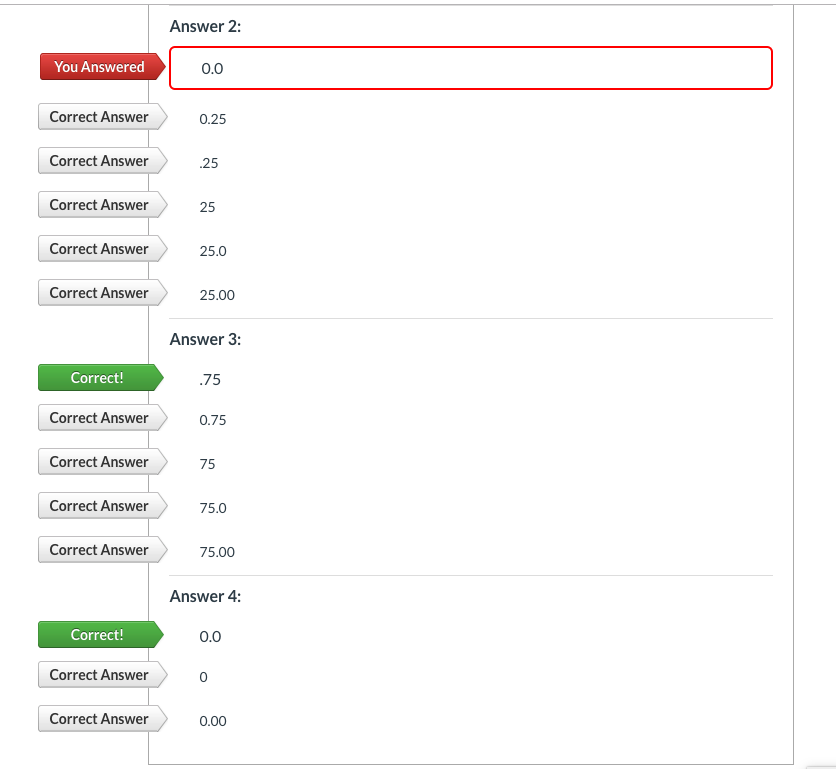 Answer 2:
You Answered 0.0
Correct Answer 0.25
Correct Answer .25
Correct Answer 25
Correct Answer 25.0
Correct Answer 25.00
Answer 3:
Correct! .75
Correct Answer 0.75
Correct Answer 75
Correct Answer 75.0
Correct Answer 75.00
Answer 4:
Correct! 0.0
Correct Answer 0
Correct Answer 0.00